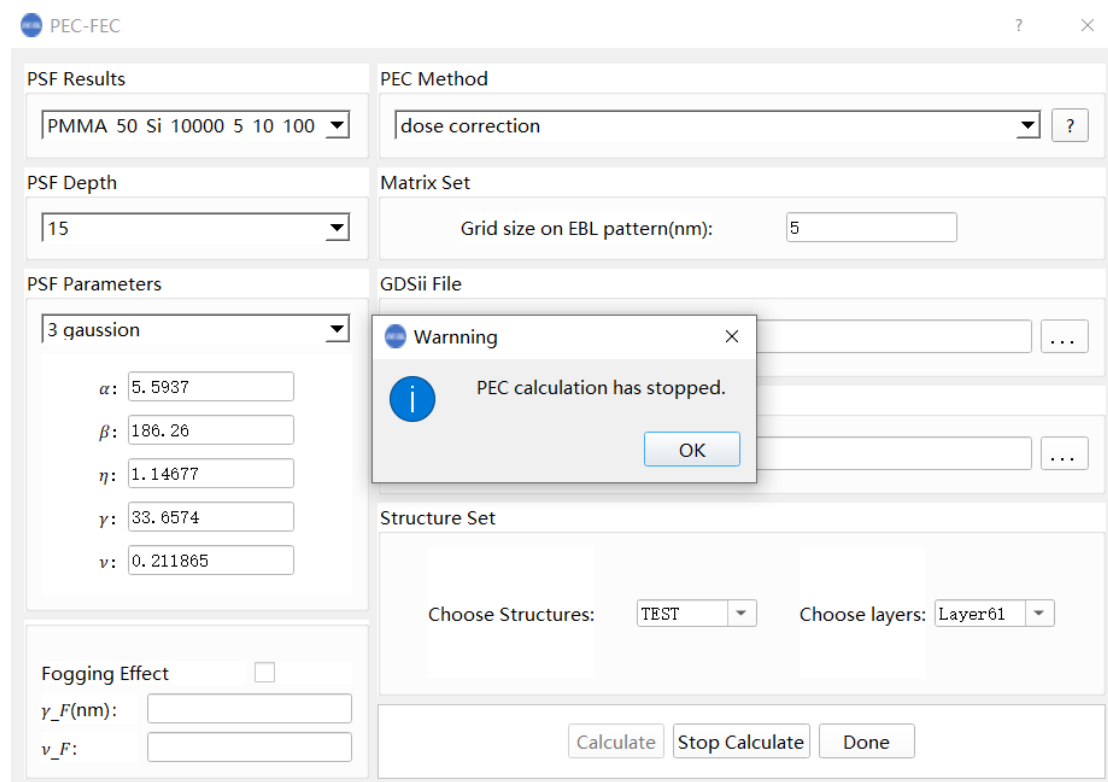 PEC-FEC
?
PSF Results
PMMA 50 Si 10000 5 10 100
PSF Depth
15
PSF Parameters
3 gaussion
α: 5.5937
β: 186.26
η: 1.14677
γ: 33.6574
ν: 0.211865
Fogging Effect
γ_F(nm):
ν_F:
PEC Method
dose correction
?
Matrix Set
Grid size on EBL pattern(nm): 5
GDSii File
...
...
Warnning
PEC calculation has stopped.
OK
Structure Set
Choose Structures: TEST Choose layers: Layer61
Calculate Stop Calculate Done